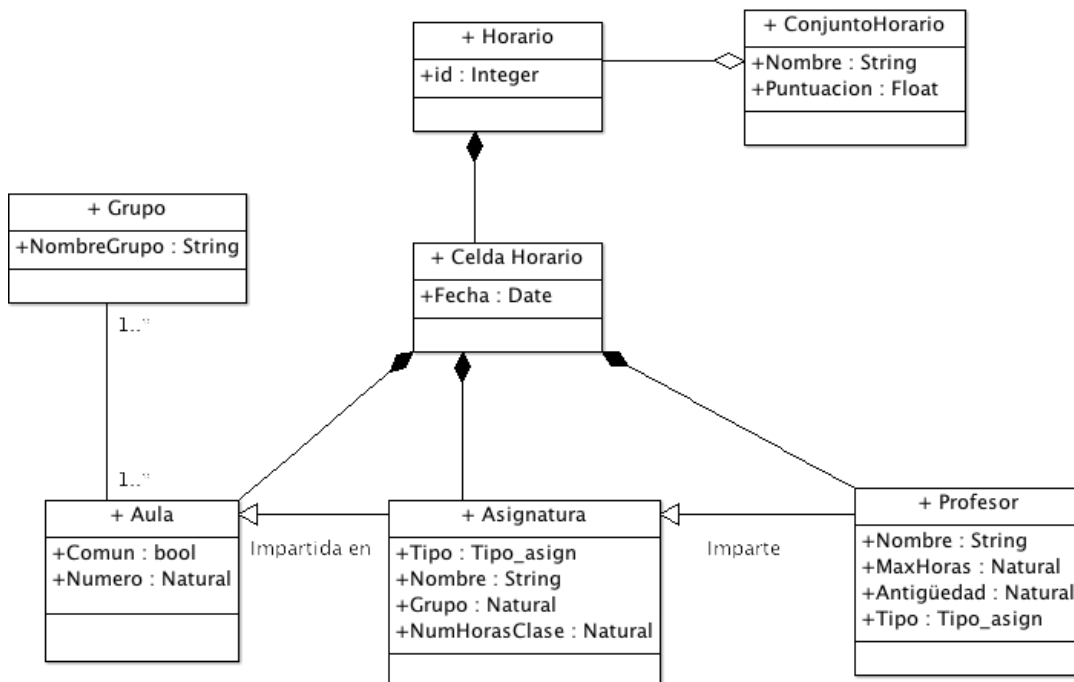 + Horario
+id : Integer
+ ConjuntoHorario
+Nombre : String
+Puntuacion : Float
+ Grupo
+NombreGrupo : String
+ Celda Horario
+Fecha : Date
1..*
1..*
+ Aula
+Comun : bool
+Numero : Natural
Impartida en
+ Asignatura
+Tipo : Tipo_asign
+Nombre : String
+Grupo : Natural
+NumHorasClase : Natural
Imparte
+ Profesor
+Nombre : String
+MaxHoras : Natural
+Antigüedad : Natural
+Tipo : Tipo_asign